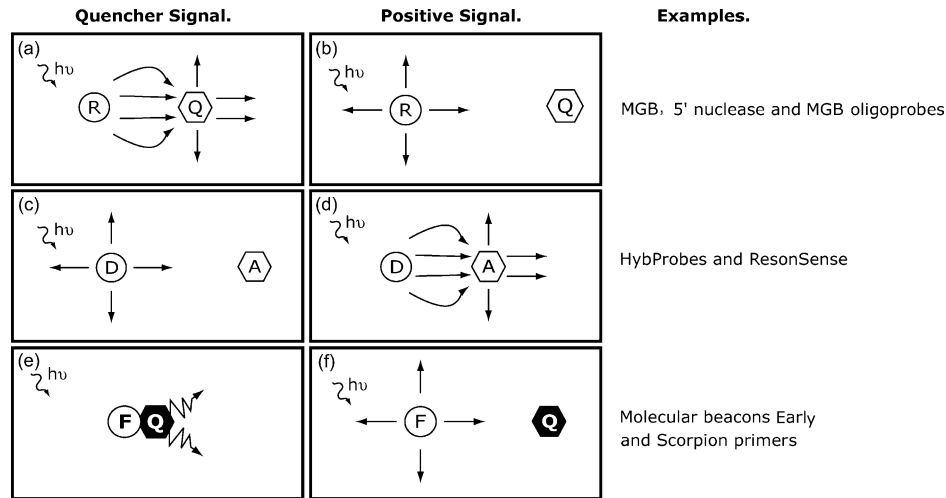 Quencher Signal. Positive Signal. Examples.
(a) hυ R Q
(b) hυ R Q
MGB, 5' nuclease and MGB oligoprobes
(c) hυ D A
(d) hυ D A
HybProbes and ResonSense
(e) hυ F Q
(f) hυ F Q
Molecular beacons Early
and Scorpion primers